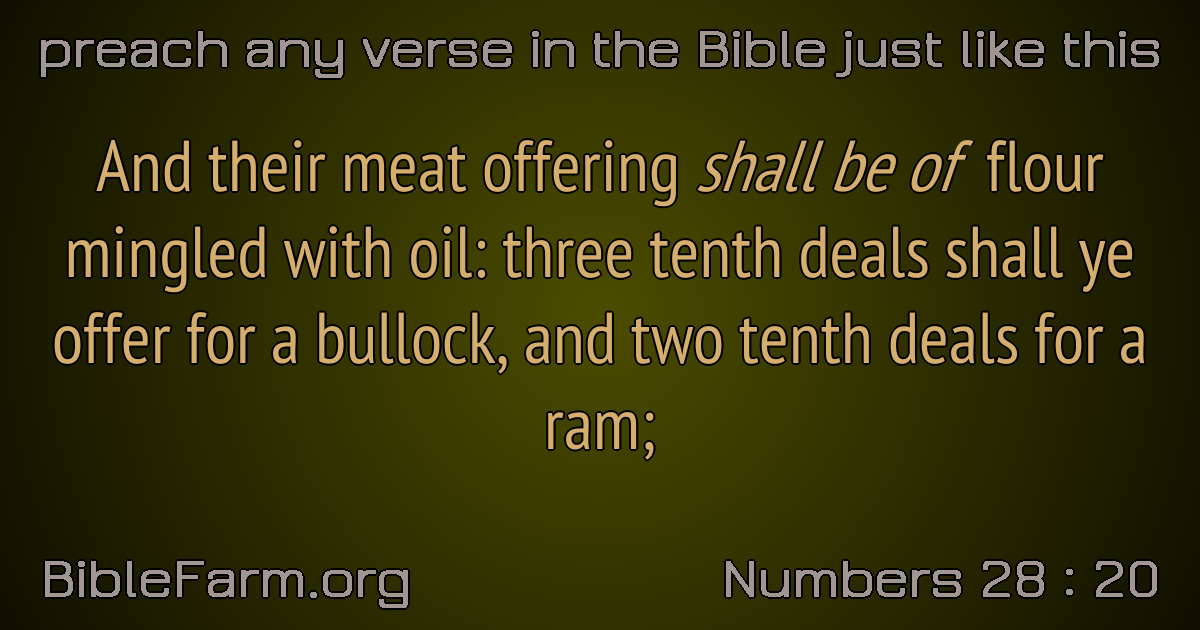 preach any verse in the Bible just like this
And their meat offering shall be of flour
mingled with oil: three tenth deals shall ye
offer for a bullock, and two tenth deals for a
ram;
BibleFarm.org
Numbers 28 : 20